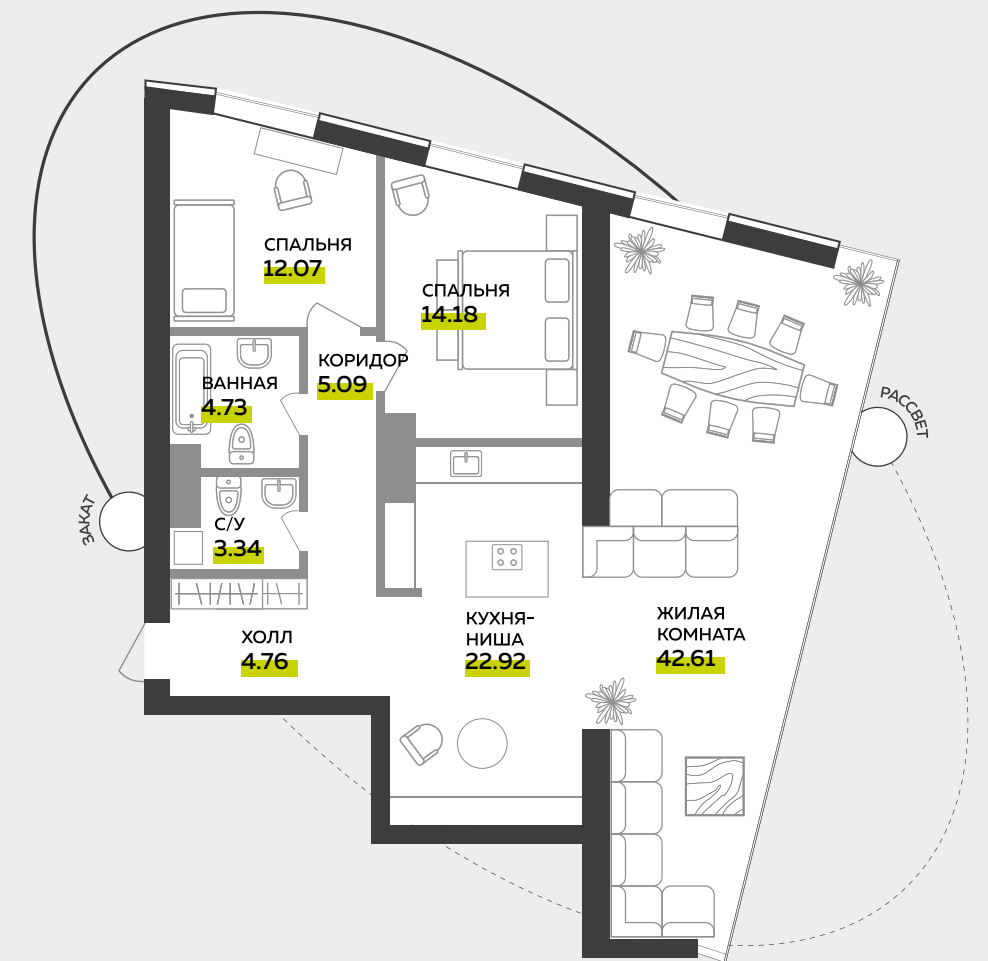 СПАЛЬНЯ
12.07
СПАЛЬНЯ
14.18
КОРИДОР
5.09
ВАННАЯ
4.73
РАССВЕТ
ЗАКАТ
С/У
3.34
КУХНЯ-
НИША
22.92
ЖИЛАЯ
КОМНАТА
42.61
ХОЛЛ
4.76